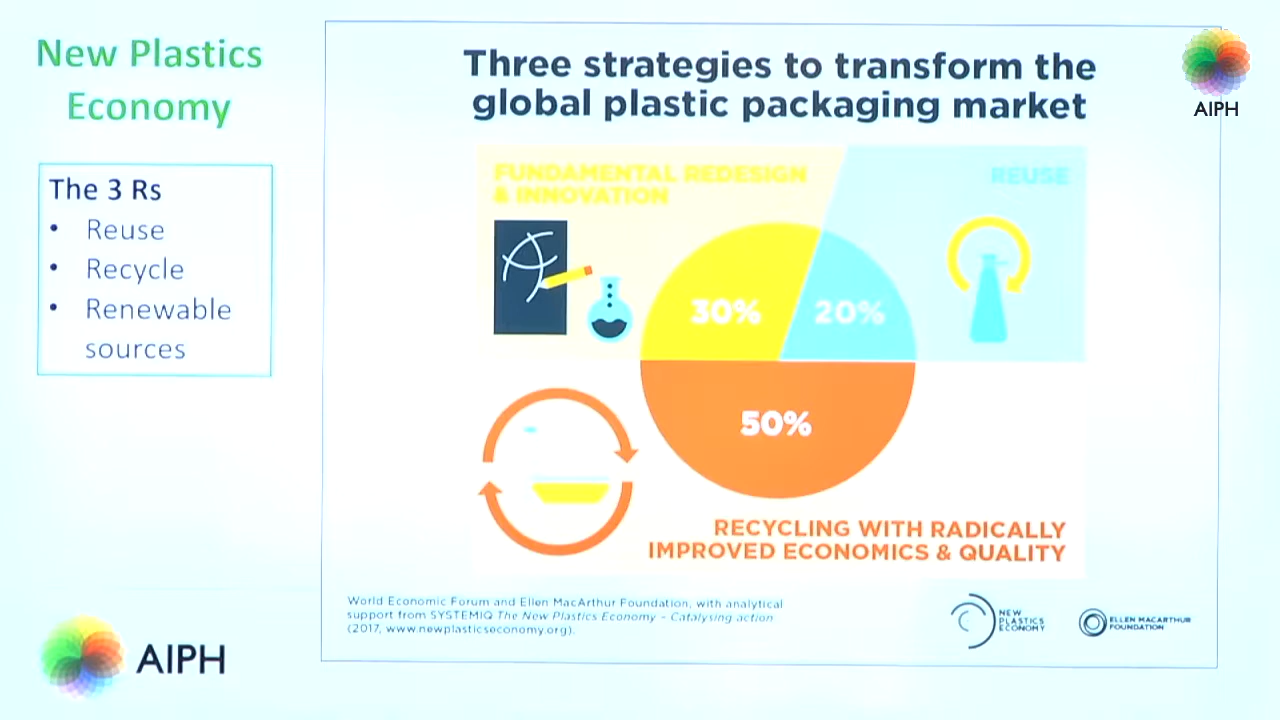 New Plastics
Economy
The 3 Rs
• Reuse
• Recycle
• Renewable
sources
Three strategies to transform the
global plastic packaging market
AIPH
FUNDAMENTAL REDESIGN
& INNOVATION
REUSE
30%
20%
50%
RECYCLING WITH RADICALLY
IMPROVED ECONOMICS & QUALITY
World Economic Forum and Ellen MacArthur Foundation, with analytical
support from SYSTEMIQ The New Plastics Economy – Catalysing action
(2017, www.newplasticseconomy.org).
NEW
PLASTICS
ECONOMY
ELLEN MACARTHUR
FOUNDATION
AIPH